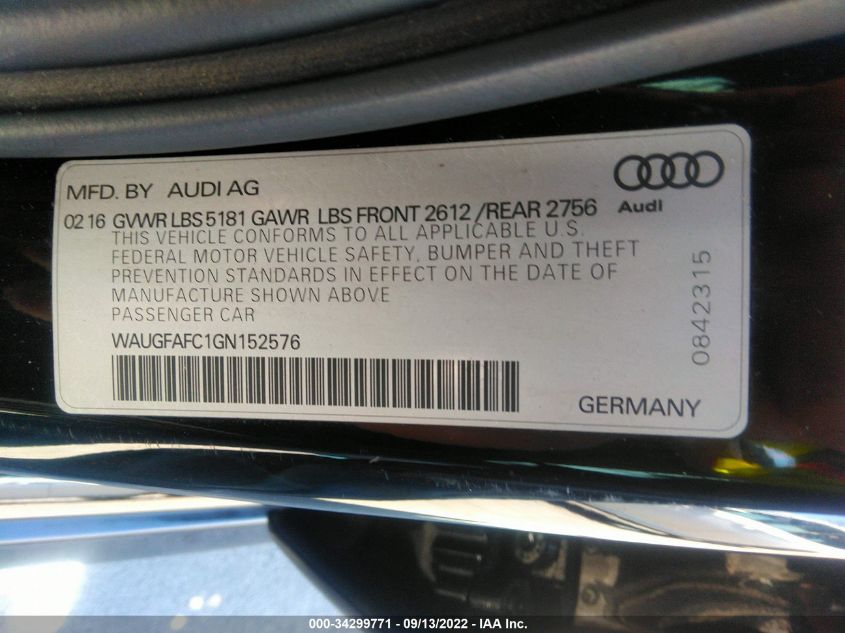 MFD. BY AUDI AG
Audi
02 16 GVWR LBS 5181 GAWR LBS FRONT 2612 /REAR 2756
THIS VEHICLE CONFORMS TO ALL APPLICABLE U.S.
FEDERAL MOTOR VEHICLE SAFETY, BUMPER AND THEFT
PREVENTION STANDARDS IN EFFECT ON THE DATE OF
MANUFACTURE SHOWN ABOVE
PASSENGER CAR
WAUGFAFC1GN152576
0842315
GERMANY
000-34299771 - 09/13/2022 - IAA Inc.